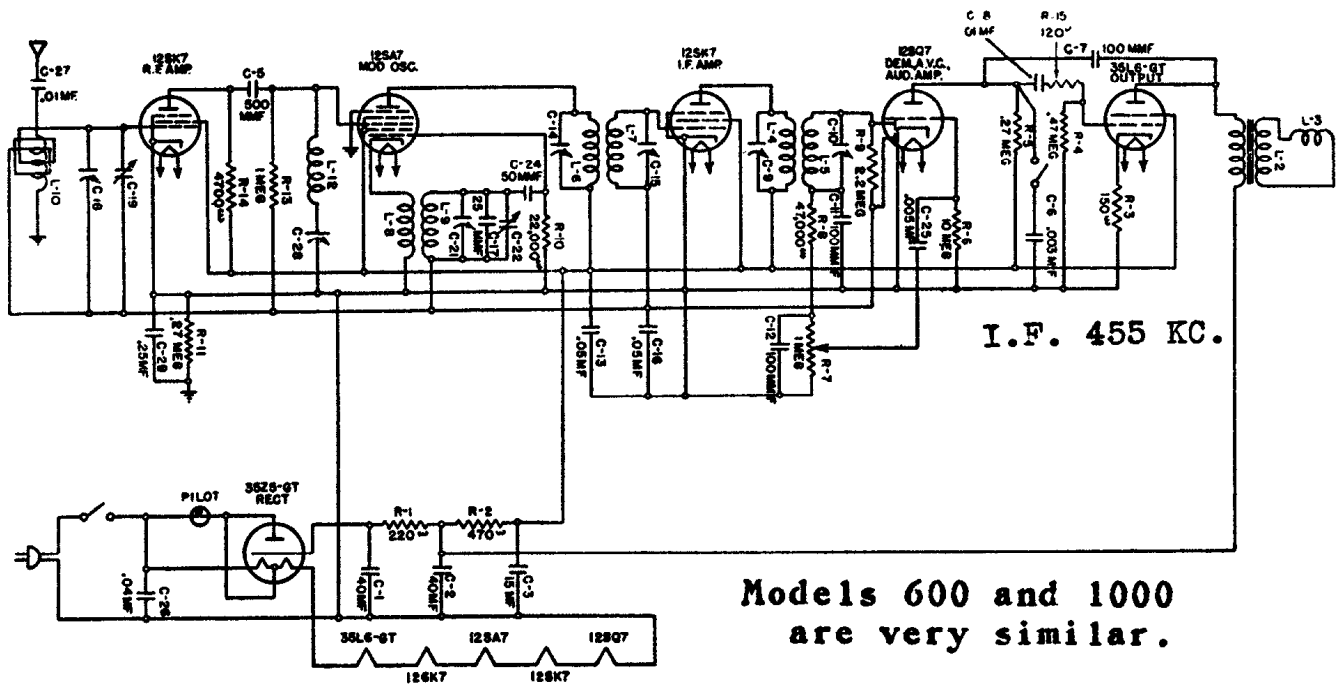 C-27
.01MF.
L-10
C-18
C-19
12SK7
R.F. AMP.
C-5
500
MMF
R-14
4700ω
R-13
1 MEG
L-12
C-28
C-29
.25MF
R-11
.27 MEG
12SA7
MOD OSC.
L-8
L-9
C-21
25
MMF
C-17
C-22
C-24
50MMF
R-10
22,000ω
C-14
L-6
L-7
C-15
C-13
.05MF
C-16
.05MF
12SK7
I.F. AMP
L-4
C-9
C-10
L-5
R-9
2.2 MEG
C-11
100MMF
R-8
47,000ω
C-12
100MMF
R-7
1 MEG
12SQ7
DEM. A.V.C.,
AUD. AMP.
C-25
.005MF
R-6
10 MEG
C-8
.01MF
R-15
120ω
C-7
100MMF
R-5
.27 MEG
C-6
.003MF
R-4
.47 MEG
35L6-GT
OUTPUT
R-3
150ω
L-3
L-2
I.F. 455 KC.
PILOT
35Z5-GT
RECT
C-26
.04MF
R-1
220ω
R-2
470ω
C-1
40MF
C-2
40MF
C-3
15MF
35L6-GT
12SA7
12SQ7
12SK7
12SK7
Models 600 and 1000
are very similar.